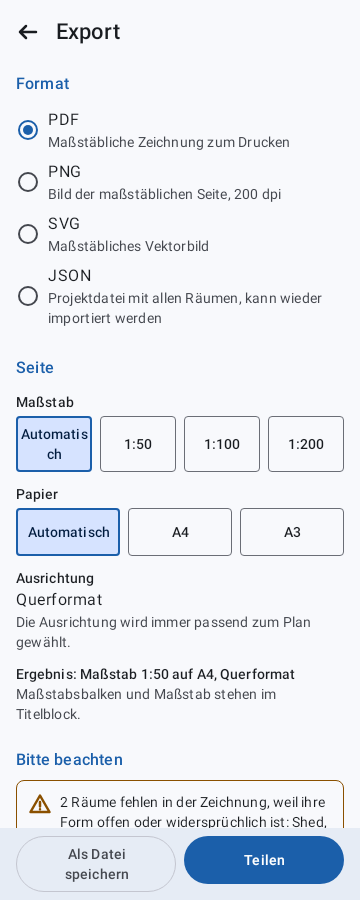 Export
Format
PDF
Maßstäbliche Zeichnung zum Drucken
PNG
Bild der maßstäblichen Seite, 200 dpi
SVG
Maßstäbliches Vektorbild
JSON
Projektdatei mit allen Räumen, kann wieder
importiert werden
Seite
Maßstab
Automatis
ch
1:50
1:100
1:200
Papier
Automatisch
A4
A3
Ausrichtung
Querformat
Die Ausrichtung wird immer passend zum Plan
gewählt.
Ergebnis: Maßstab 1:50 auf A4, Querformat
Maßstabsbalken und Maßstab stehen im
Titelblock.
Bitte beachten
2 Räume fehlen in der Zeichnung, weil ihre
Form offen oder widersprüchlich ist: Shed,
Als Datei
speichern
Teilen